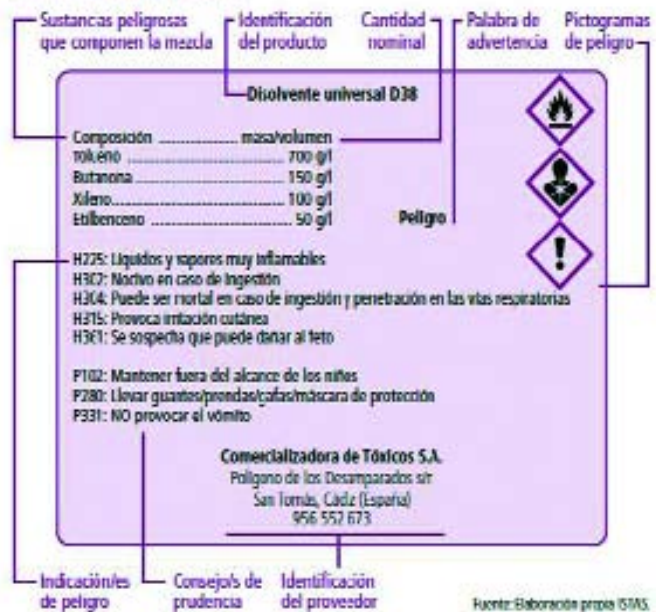 Sustancias peligrosas
que componen la mezcla
Identificación
del producto
Cantidad
nominal
Palabra de
advertencia
Pictogramas
de peligro
Disolvente universal D38
Composición ........................ masa/volumen
Tolueno ........................ 700 g/l
Butanona ........................ 150 g/l
Xileno ........................ 100 g/l
Etilbenceno ........................ 50 g/l
Peligro
H225: Líquidos y vapores muy inflamables
H302: Nocivo en caso de ingestión
H304: Puede ser mortal en caso de ingestión y penetración en las vías respiratorias
H315: Provoca irritación cutánea
H361: Se sospecha que puede dañar al feto
P102: Mantener fuera del alcance de los niños
P280: Llevar guantes/prendas/gafas/máscara de protección
P331: NO provocar el vómito
Comercializadora de Tóxicos S.A.
Polígono de los Desamparados s/n
San Tomás, Cádiz (España)
956 552 673
Indicación/es
de peligro
Consejo/s de
prudencia
Identificación
del proveedor
Fuente: Elaboración propia ISTAS